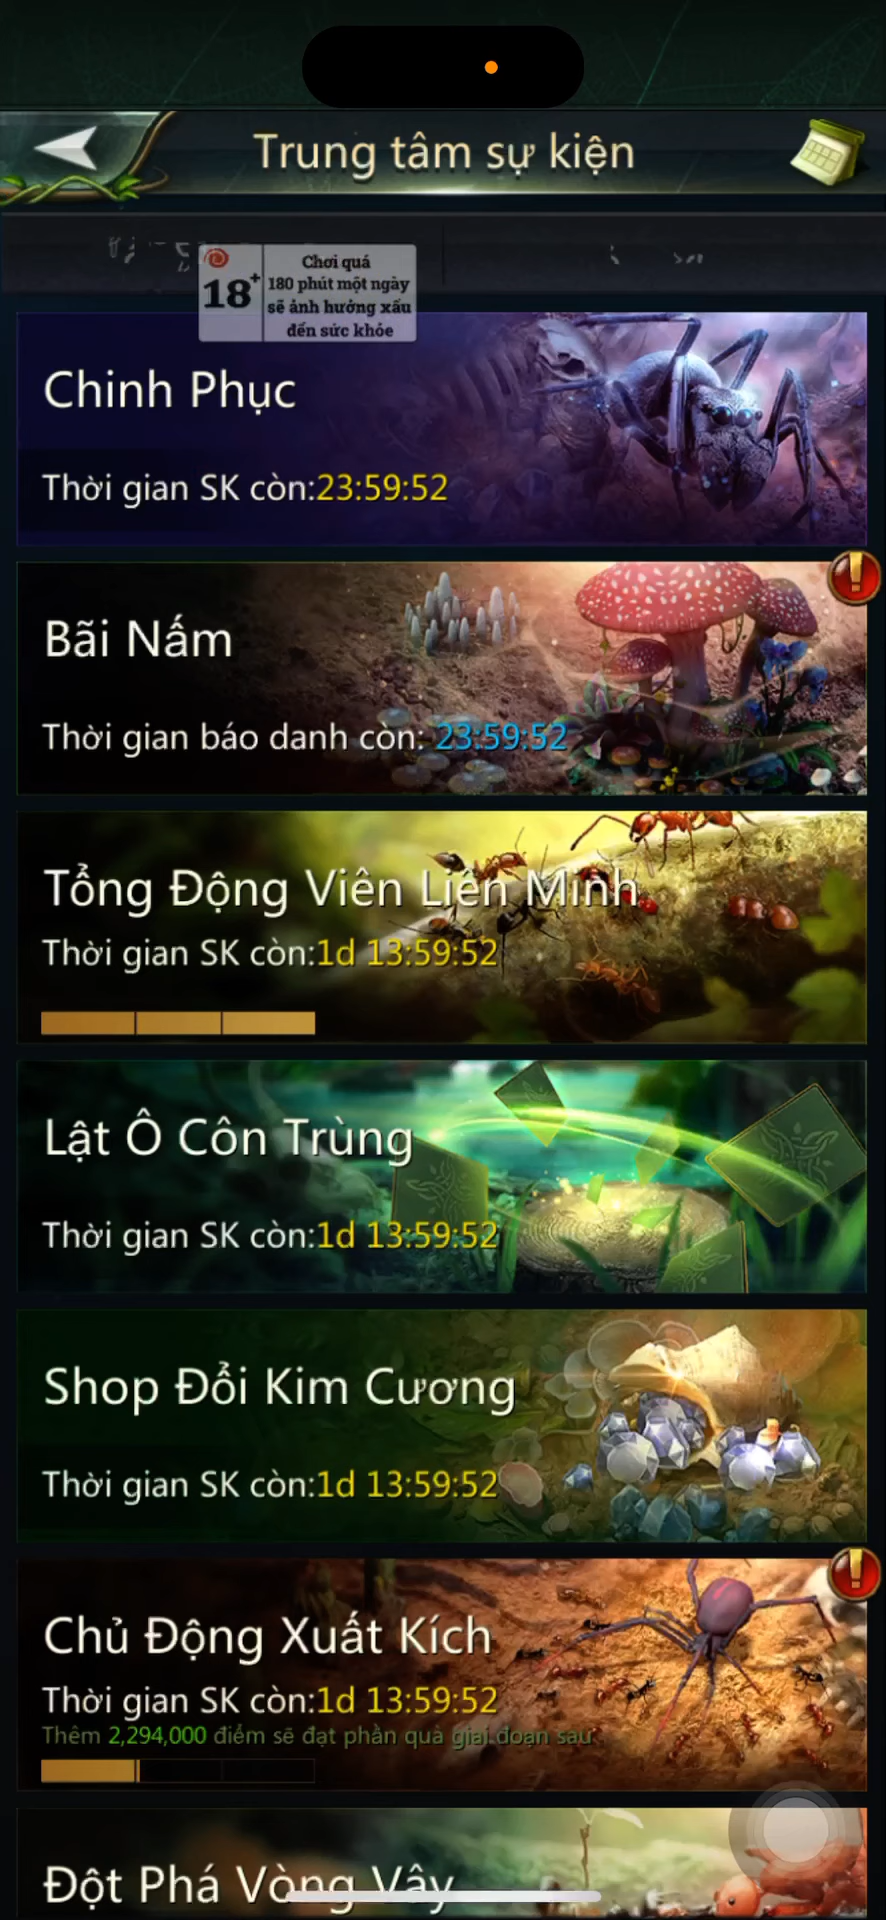 Trung tâm sự kiện
18+
Chơi quá
180 phút một ngày
sẽ ảnh hưởng xấu
đến sức khỏe
Chinh Phục
Thời gian SK còn:23:59:52
Bãi Nấm
Thời gian báo danh còn: 23:59:52
Tổng Động Viên Liên Minh
Thời gian SK còn:1d 13:59:52
Lật Ô Côn Trùng
Thời gian SK còn:1d 13:59:52
Shop Đổi Kim Cương
Thời gian SK còn:1d 13:59:52
Chủ Động Xuất Kích
Thời gian SK còn:1d 13:59:52
Thêm 2,294,000 điểm sẽ đạt phần quà giai đoạn sau
Đột Phá Vòng Vây